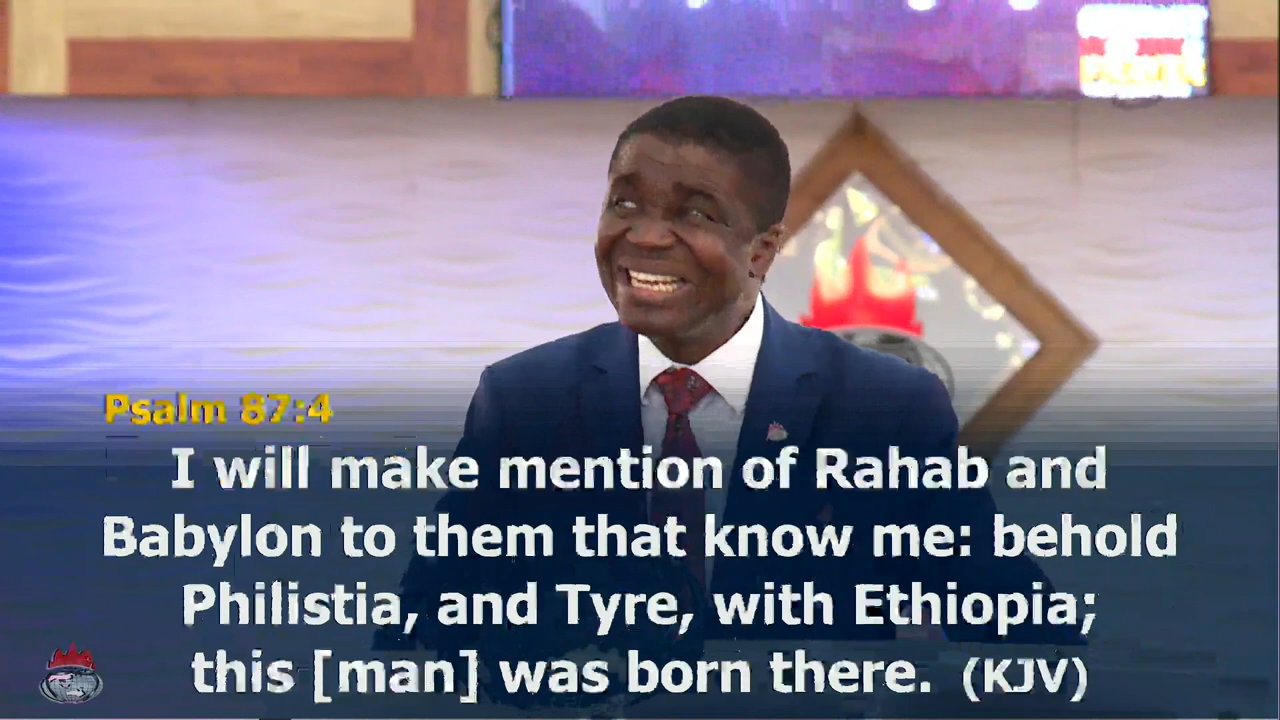 Psalm 87:4
I will make mention of Rahab and
Babylon to them that know me: behold
Philistia, and Tyre, with Ethiopia;
this [man] was born there. (KJV)